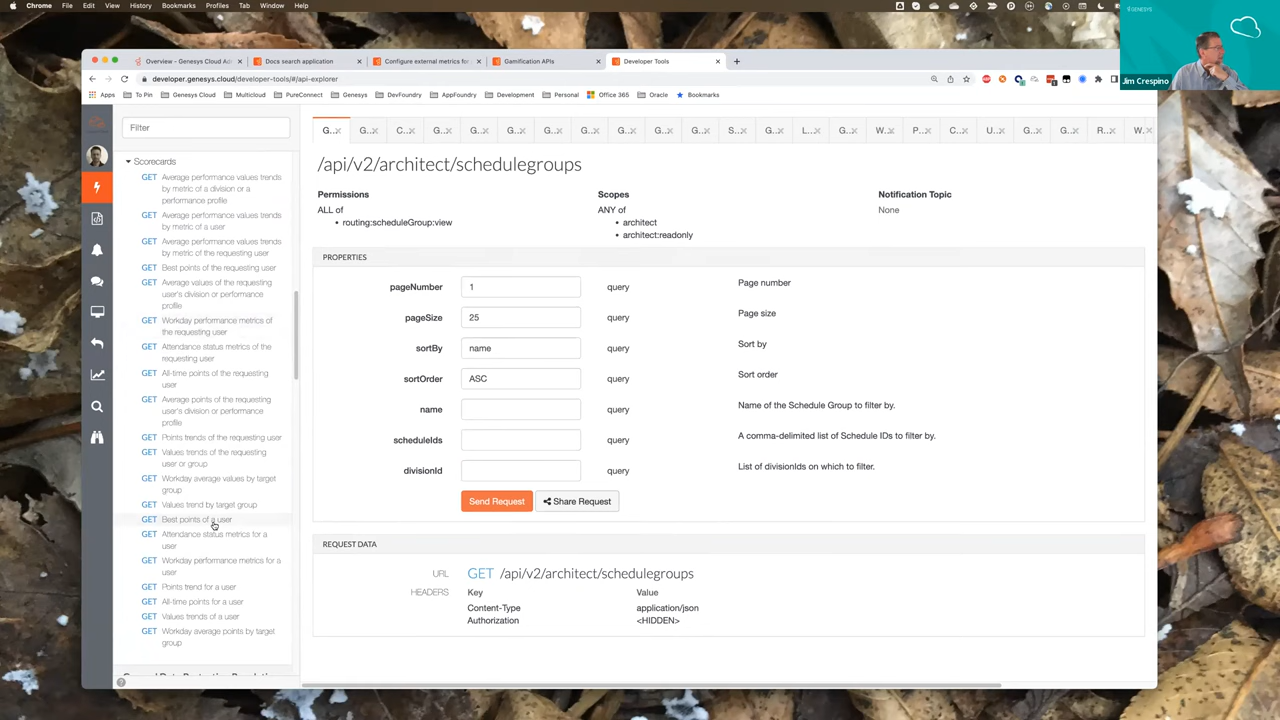 Chrome File Edit View History Bookmarks Profiles Tab Window Help
GENESYS
Jim Crespino
Overview – Genesys Cloud Ad
Docs search application
Configure external metrics for
Gamification APIs
Developer Tools
developer.genesys.cloud/developer-tools/#/api-explorer
Apps To Pin Genesys Cloud Multicloud PureConnect Genesys DevFoundry AppFoundry Development Personal Office 365 Oracle Bookmarks
Filter
Scorecards
GET Average performance values trends
by metric of a division or a
performance profile
GET Average performance values trends
by metric of a user
GET Average performance values trends
by metric of the requesting user
GET Best points of the requesting user
GET Average values of the requesting
user's division or performance
profile
GET Workday performance metrics of
the requesting user
GET Attendance status metrics of the
requesting user
GET All-time points of the requesting
user
GET Average points of the requesting
user's division or performance
profile
GET Points trends of the requesting user
GET Values trends of the requesting
user or group
GET Workday average values by target
group
GET Values trend by target group
GET Best points of a user
GET Attendance status metrics for a
user
GET Workday performance metrics for a
user
GET Points trend for a user
GET All-time points for a user
GET Values trends of a user
GET Workday average points by target
group
G... G... C... G... G... G... G... G... G... G... G... S... G... L... G... W... P... C... U... G... G... R... W...
/api/v2/architect/schedulegroups
Permissions
ALL of
• routing:scheduleGroup:view
Scopes
ANY of
• architect
• architect:readonly
Notification Topic
None
PROPERTIES
pageNumber 1 query Page number
pageSize 25 query Page size
sortBy name query Sort by
sortOrder ASC query Sort order
name query Name of the Schedule Group to filter by.
scheduleIds query A comma-delimited list of Schedule IDs to filter by.
divisionId query List of divisionIds on which to filter.
Send Request Share Request
REQUEST DATA
URL GET /api/v2/architect/schedulegroups
HEADERS Key Value
Content-Type application/json
Authorization <HIDDEN>